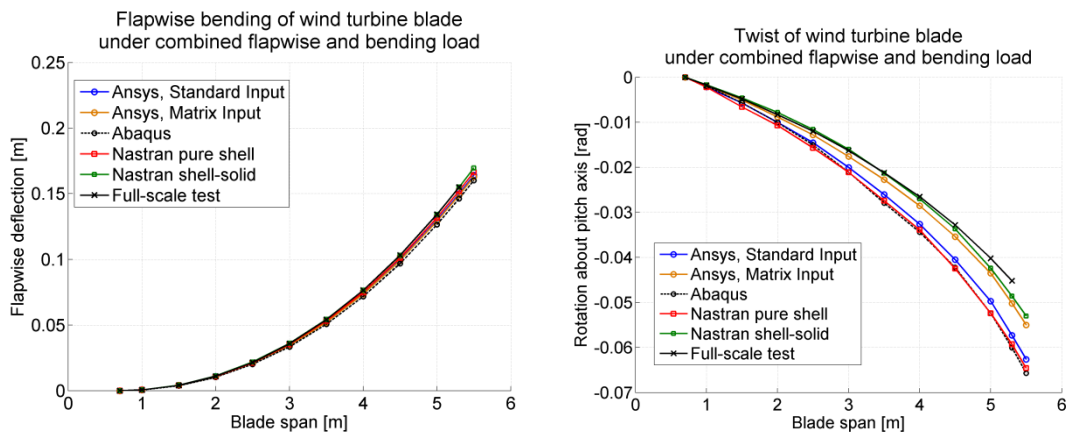 Flapwise bending of wind turbine blade
under combined flapwise and bending load
0.25
0.2
0.15
0.1
0.05
0
Flapwise deflection [m]
Ansys, Standard Input
Ansys, Matrix Input
Abaqus
Nastran pure shell
Nastran shell-solid
Full-scale test
0 1 2 3 4 5 6
Blade span [m]
Twist of wind turbine blade
under combined flapwise and bending load
0
-0.01
-0.02
-0.03
-0.04
-0.05
-0.06
-0.07
Rotation about pitch axis [rad]
Ansys, Standard Input
Ansys, Matrix Input
Abaqus
Nastran pure shell
Nastran shell-solid
Full-scale test
0 1 2 3 4 5 6
Blade span [m]